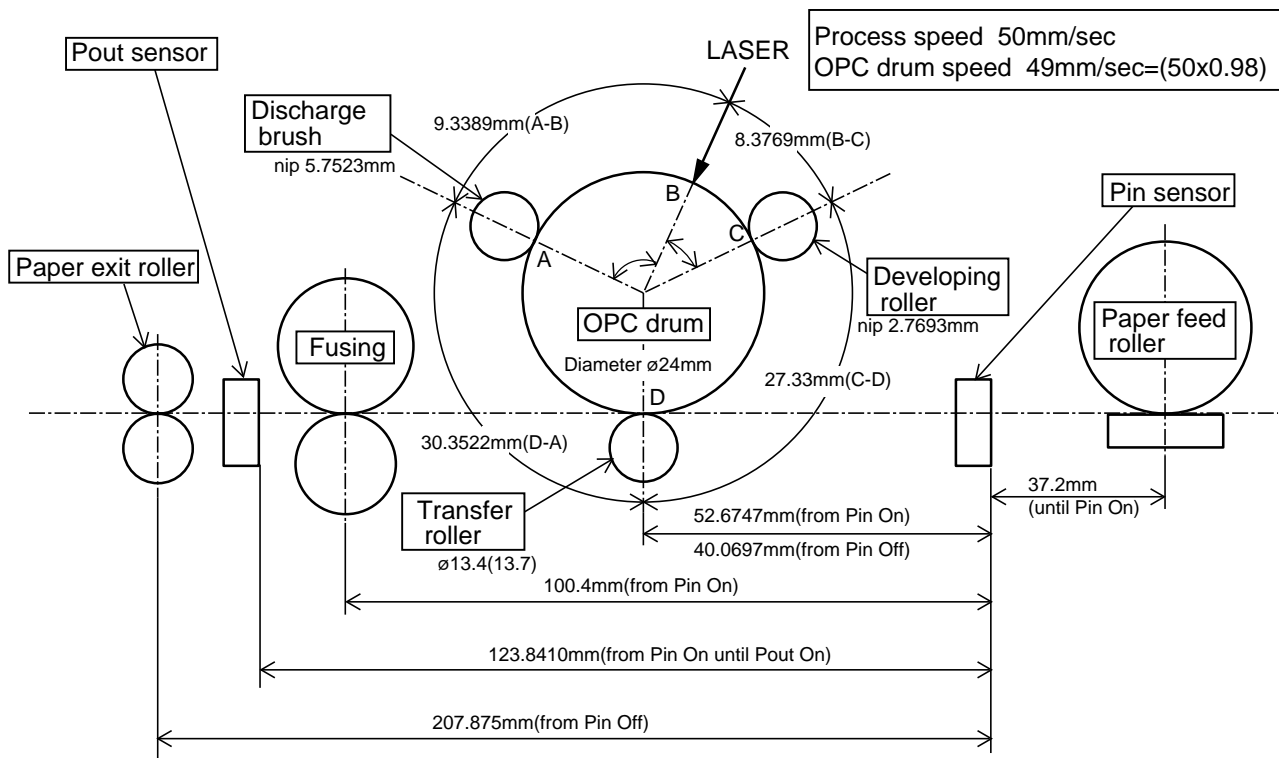 Process speed 50mm/sec
OPC drum speed 49mm/sec=(50x0.98)
LASER
Pout sensor
Discharge
brush
nip 5.7523mm
9.3389mm(A-B)
8.3769mm(B-C)
Pin sensor
B
A
C
Paper exit roller
Developing
roller
nip 2.7693mm
Paper feed
roller
OPC drum
Diameter ø24mm
Fusing
27.33mm(C-D)
D
30.3522mm(D-A)
37.2mm
(until Pin On)
Transfer
roller
ø13.4(13.7)
52.6747mm(from Pin On)
40.0697mm(from Pin Off)
100.4mm(from Pin On)
123.8410mm(from Pin On until Pout On)
207.875mm(from Pin Off)